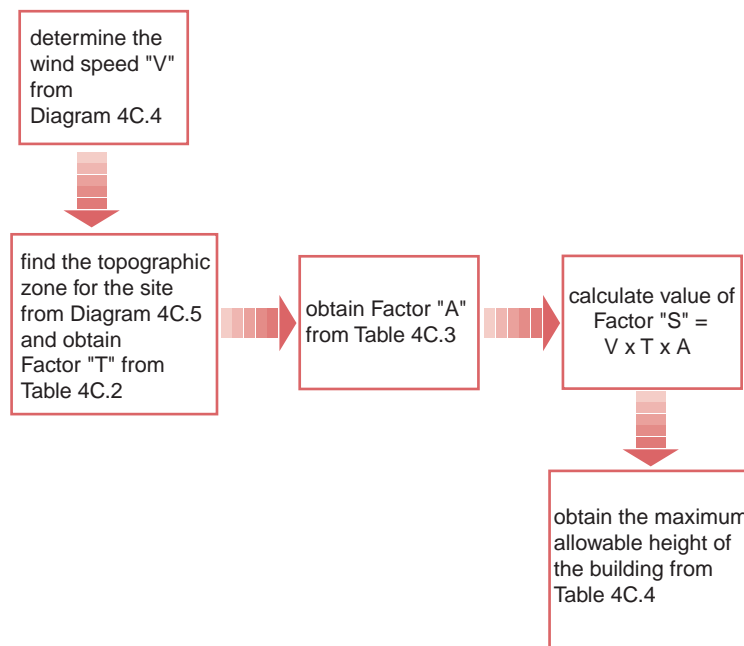 determine the
wind speed "V"
from
Diagram 4C.4
find the topographic
zone for the site
from Diagram 4C.5
and obtain
Factor "T" from
Table 4C.2
obtain Factor "A"
from Table 4C.3
calculate value of
Factor "S" =
V x T x A
obtain the maximum
allowable height of
the building from
Table 4C.4